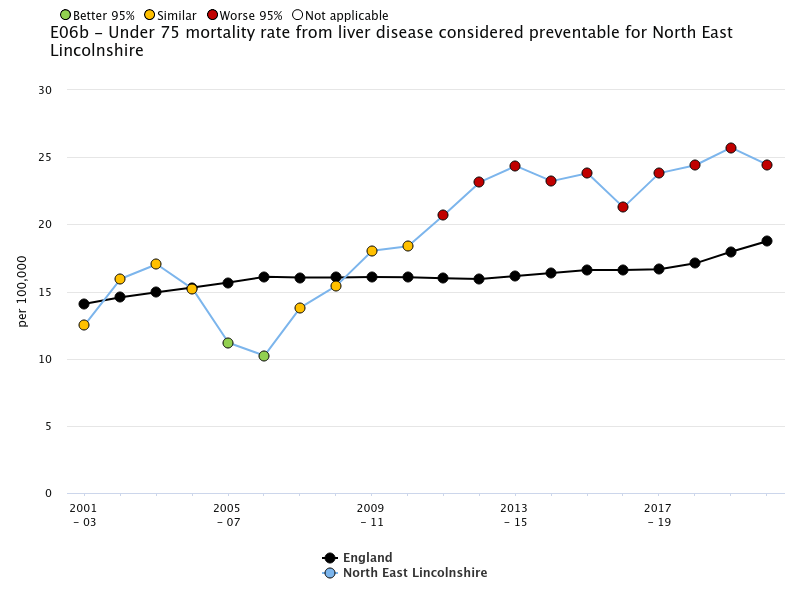 Better 95% Similar Worse 95% Not applicable
E06b – Under 75 mortality rate from liver disease considered preventable for North East
Lincolnshire
30
25
20
15
10
5
0
per 100,000
2001
– 03
2005
– 07
2009
– 11
2013
– 15
2017
– 19
England
North East Lincolnshire